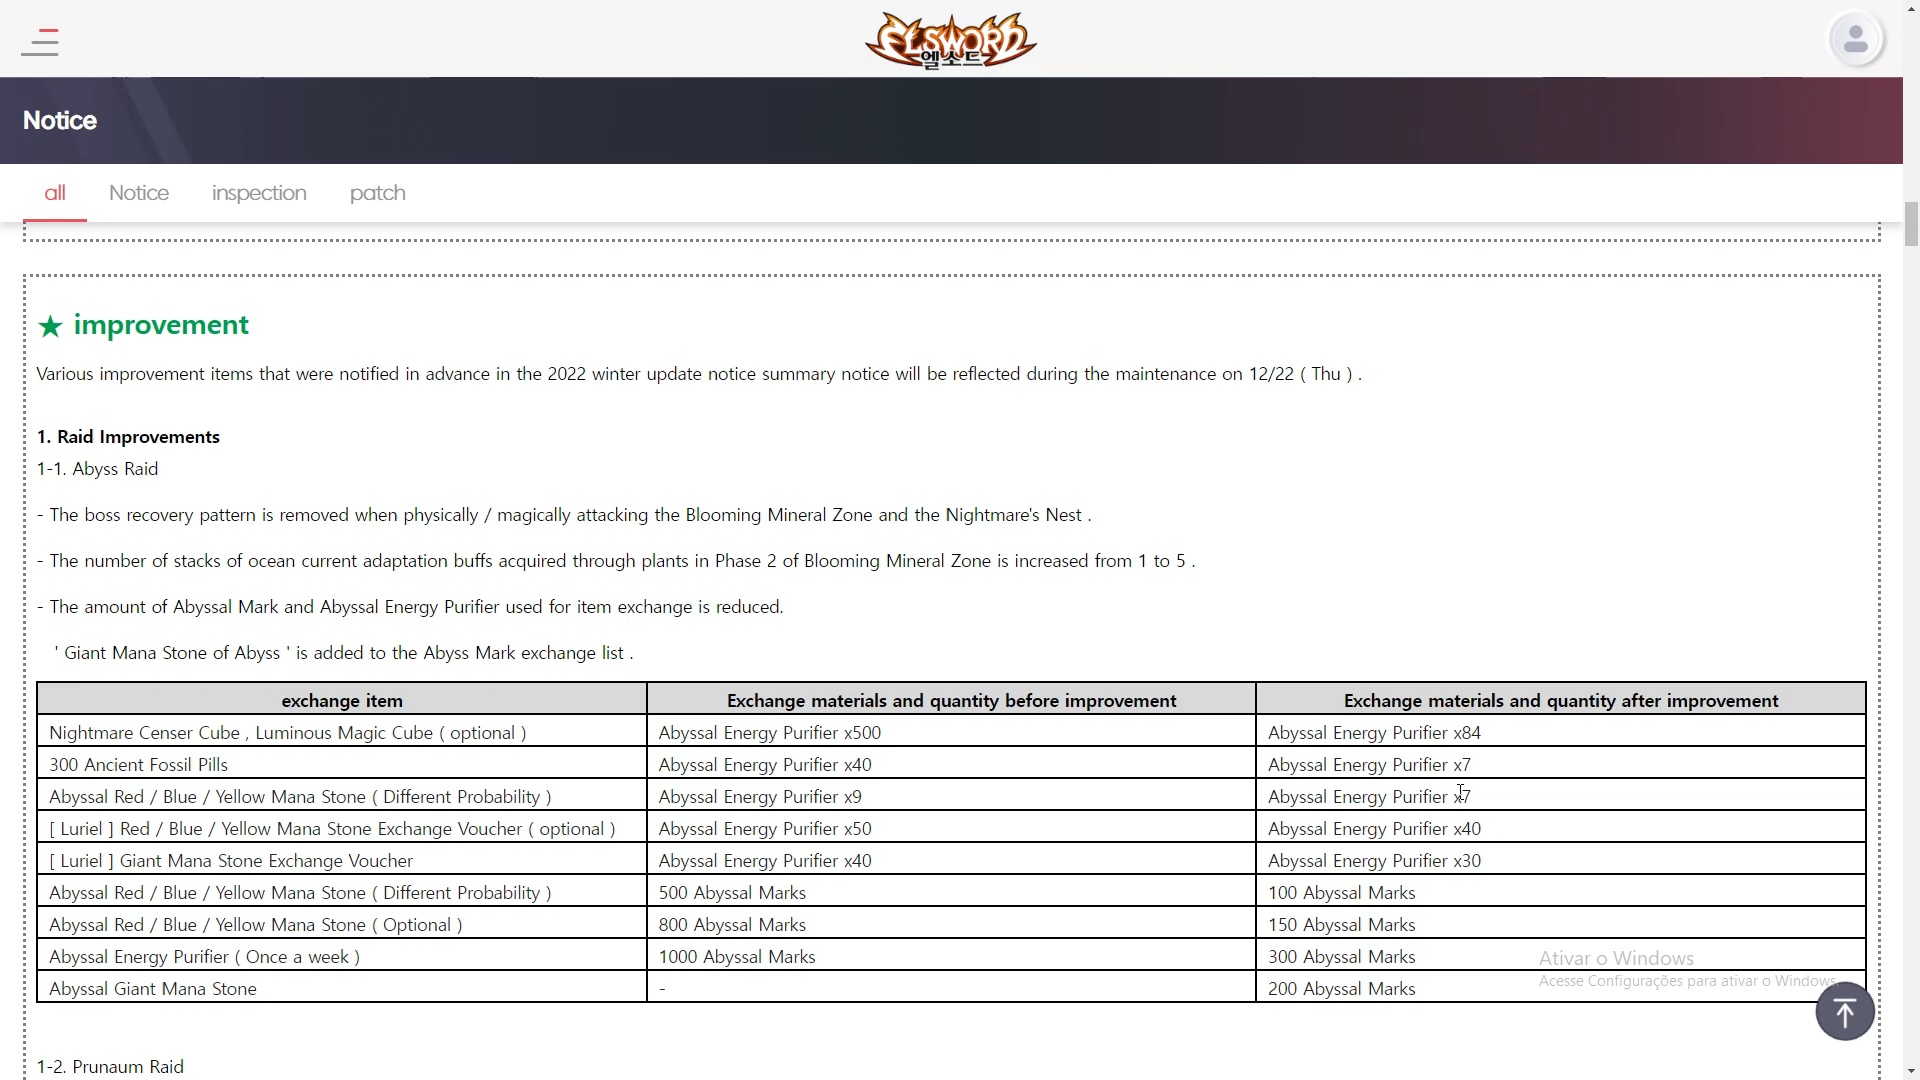 ELSWORD
엘소드
Notice
all Notice inspection patch
★ improvement
Various improvement items that were notified in advance in the 2022 winter update notice summary notice will be reflected during the maintenance on 12/22 ( Thu ) .
1. Raid Improvements
1-1. Abyss Raid
- The boss recovery pattern is removed when physically / magically attacking the Blooming Mineral Zone and the Nightmare's Nest .
- The number of stacks of ocean current adaptation buffs acquired through plants in Phase 2 of Blooming Mineral Zone is increased from 1 to 5 .
- The amount of Abyssal Mark and Abyssal Energy Purifier used for item exchange is reduced.
' Giant Mana Stone of Abyss ' is added to the Abyss Mark exchange list .
exchange item Exchange materials and quantity before improvement Exchange materials and quantity after improvement
Nightmare Censer Cube , Luminous Magic Cube ( optional ) Abyssal Energy Purifier x500 Abyssal Energy Purifier x84
300 Ancient Fossil Pills Abyssal Energy Purifier x40 Abyssal Energy Purifier x7
Abyssal Red / Blue / Yellow Mana Stone ( Different Probability ) Abyssal Energy Purifier x9 Abyssal Energy Purifier x7
[ Luriel ] Red / Blue / Yellow Mana Stone Exchange Voucher ( optional ) Abyssal Energy Purifier x50 Abyssal Energy Purifier x40
[ Luriel ] Giant Mana Stone Exchange Voucher Abyssal Energy Purifier x40 Abyssal Energy Purifier x30
Abyssal Red / Blue / Yellow Mana Stone ( Different Probability ) 500 Abyssal Marks 100 Abyssal Marks
Abyssal Red / Blue / Yellow Mana Stone ( Optional ) 800 Abyssal Marks 150 Abyssal Marks
Abyssal Energy Purifier ( Once a week ) 1000 Abyssal Marks 300 Abyssal Marks
Abyssal Giant Mana Stone - 200 Abyssal Marks
Ativar o Windows
Acesse Configurações para ativar o Windows.
1-2. Prunaum Raid